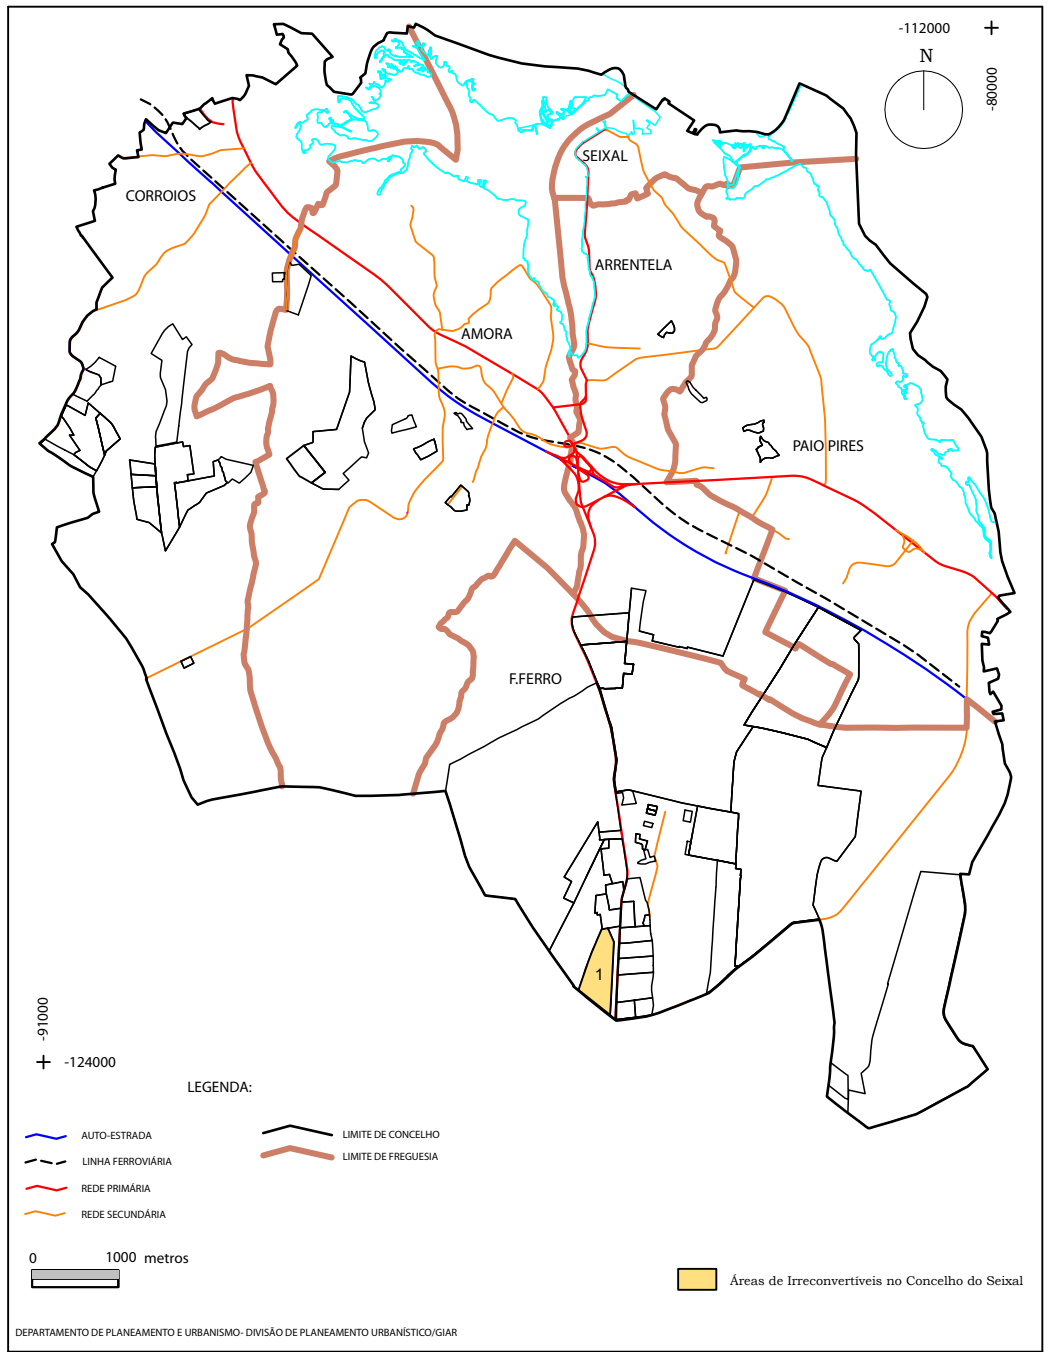 -112000
N
-80000
SEIXAL
CORROIOS
ARRENTELA
AMORA
PAIO PIRES
F.FERRO
1
-91000
-124000
LEGENDA:
AUTO-ESTRADA
LIMITE DE CONCELHO
LINHA FERROVIÁRIA
LIMITE DE FREGUESIA
REDE PRIMÁRIA
REDE SECUNDÁRIA
0 1000 metros
Áreas de Irreconvertíveis no Concelho do Seixal
DEPARTAMENTO DE PLANEAMENTO E URBANISMO- DIVISÃO DE PLANEAMENTO URBANÍSTICO/GIAR